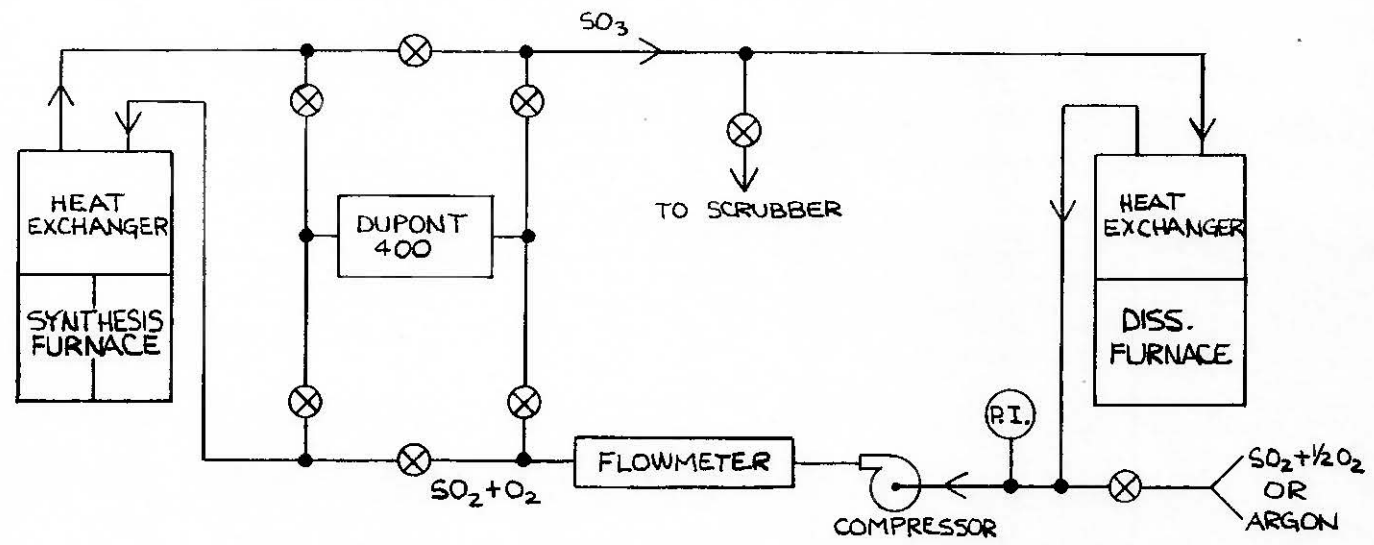 SO3
HEAT
EXCHANGER
SYNTHESIS
FURNACE
DUPONT
400
TO SCRUBBER
HEAT
EXCHANGER
DISS.
FURNACE
P.I.
FLOWMETER
SO2+O2
COMPRESSOR
SO2+1/2O2
OR
ARGON